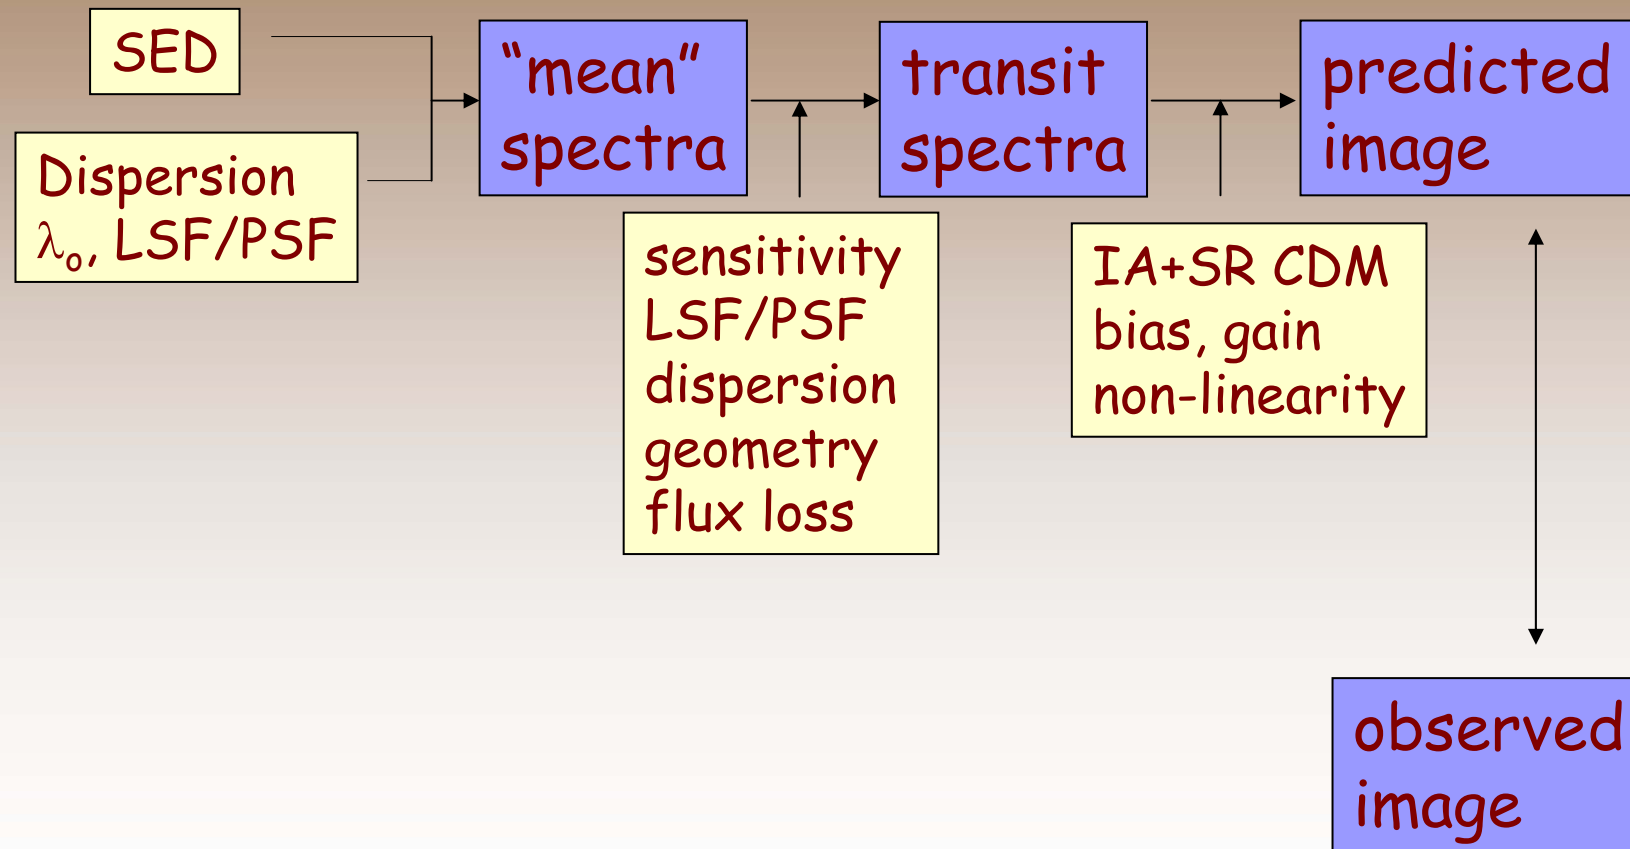 SED
Dispersion
λo, LSF/PSF
“mean”
spectra
transit
spectra
predicted
image
sensitivity
LSF/PSF
dispersion
geometry
flux loss
IA+SR CDM
bias, gain
non-linearity
observed
image